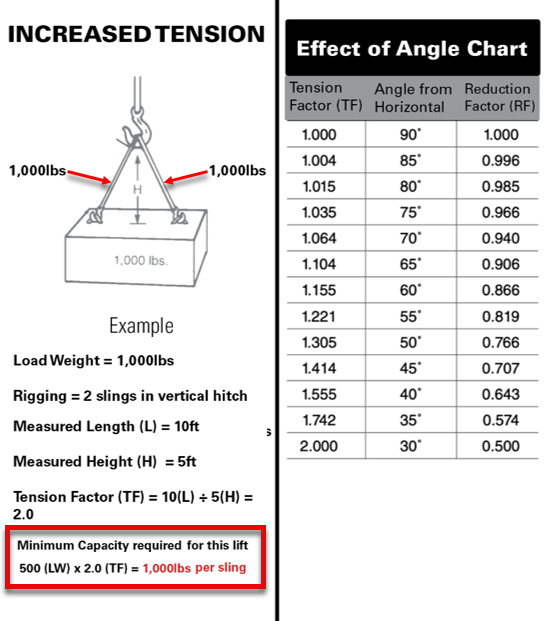 INCREASED TENSION
1,000lbs
1,000lbs
H
1,000 lbs.
Example
Load Weight = 1,000lbs
Rigging = 2 slings in vertical hitch
Measured Length (L) = 10ft
Measured Height (H) = 5ft
Tension Factor (TF) = 10(L) ÷ 5(H) =
2.0
Minimum Capacity required for this lift
500 (LW) x 2.0 (TF) = 1,000lbs per sling
s
Effect of Angle Chart
Tension Factor (TF) Angle from Horizontal Reduction Factor (RF)
1.000 90° 1.000
1.004 85° 0.996
1.015 80° 0.985
1.035 75° 0.966
1.064 70° 0.940
1.104 65° 0.906
1.155 60° 0.866
1.221 55° 0.819
1.305 50° 0.766
1.414 45° 0.707
1.555 40° 0.643
1.742 35° 0.574
2.000 30° 0.500